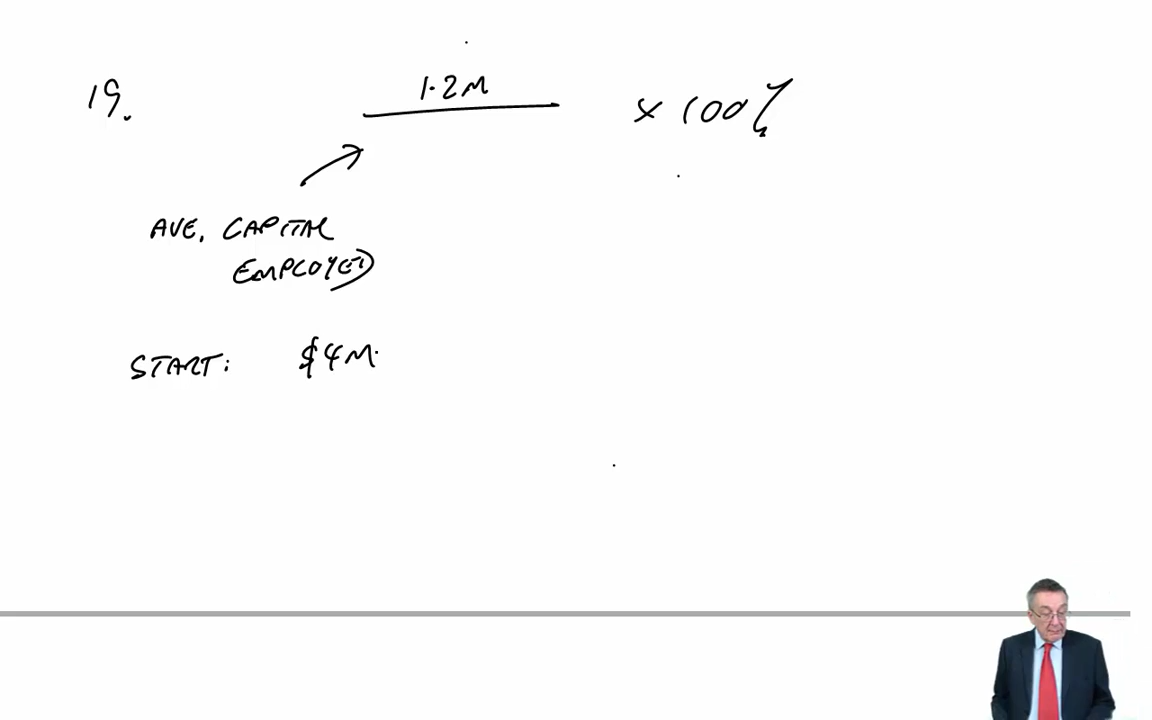 19.
1.2M
x 100%
AVE. CAPITAL
EMPLOYED
START: $4M